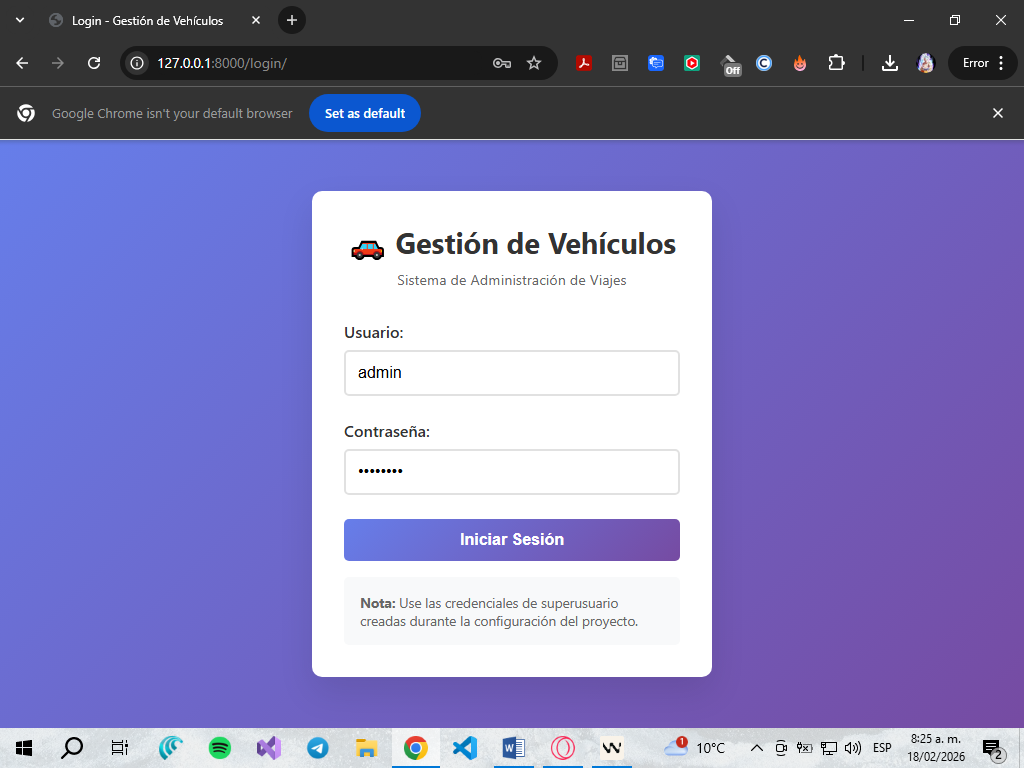 Login - Gestión de Vehículos
127.0.0.1:8000/login/
Off
Error
Google Chrome isn't your default browser
Set as default
Gestión de Vehículos
Sistema de Administración de Viajes
Usuario:
admin
Contraseña:
••••••••
Iniciar Sesión
Nota: Use las credenciales de superusuario
creadas durante la configuración del proyecto.
1
10°C
ESP
8:25 a. m.
18/02/2026
2